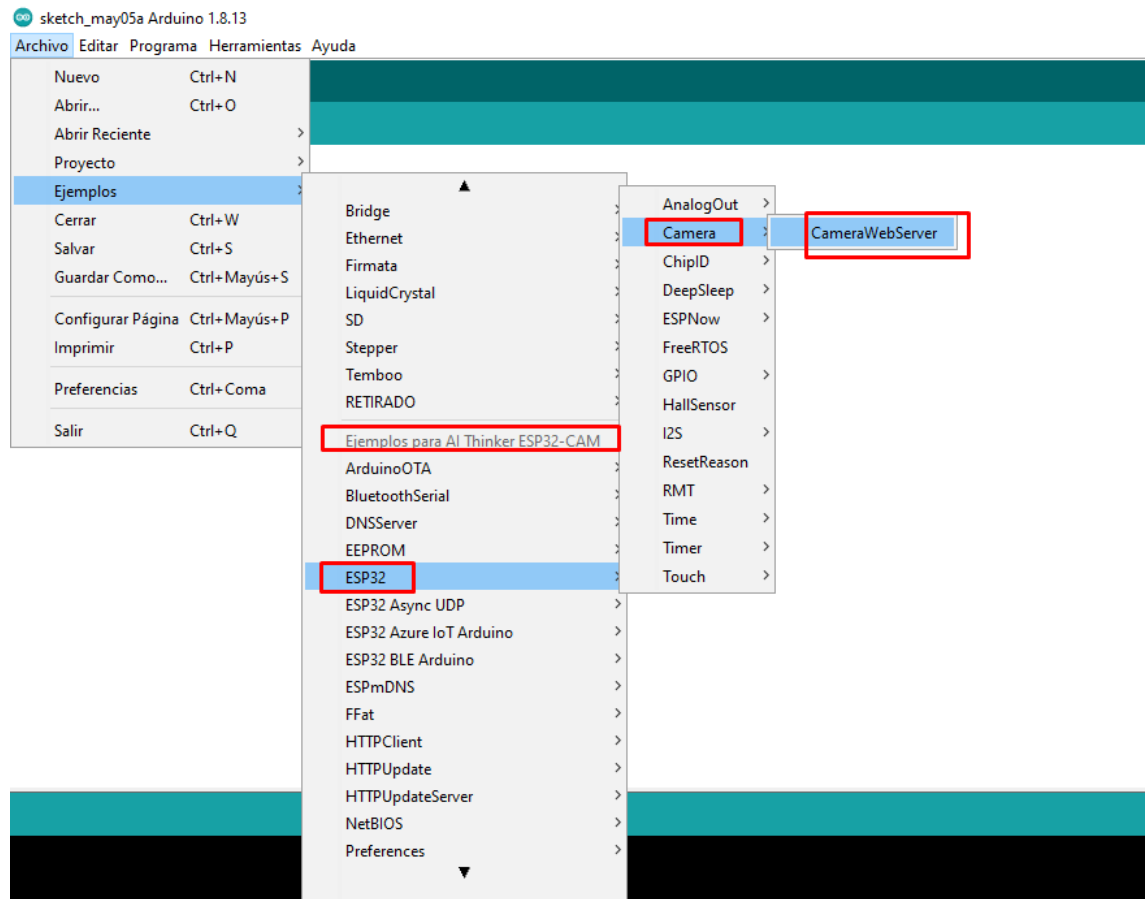 sketch_may05a Arduino 1.8.13
Archivo Editar Programa Herramientas Ayuda
Nuevo Ctrl+N
Abrir... Ctrl+O
Abrir Reciente
Proyecto
Ejemplos
Cerrar Ctrl+W
Salvar Ctrl+S
Guardar Como... Ctrl+Mayús+S
Configurar Página Ctrl+Mayús+P
Imprimir Ctrl+P
Preferencias Ctrl+Coma
Salir Ctrl+Q
Bridge
Ethernet
Firmata
LiquidCrystal
SD
Stepper
Temboo
RETIRADO
Ejemplos para AI Thinker ESP32-CAM
ArduinoOTA
BluetoothSerial
DNSServer
EEPROM
ESP32
ESP32 Async UDP
ESP32 Azure IoT Arduino
ESP32 BLE Arduino
ESPmDNS
FFat
HTTPClient
HTTPUpdate
HTTPUpdateServer
NetBIOS
Preferences
AnalogOut
Camera
ChipID
DeepSleep
ESPNow
FreeRTOS
GPIO
HallSensor
I2S
ResetReason
RMT
Time
Timer
Touch
CameraWebServer